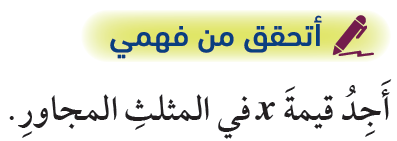 أتحقق من فهمي
أَجِدُ قيمةَ x في المثلثِ المجاورِ.